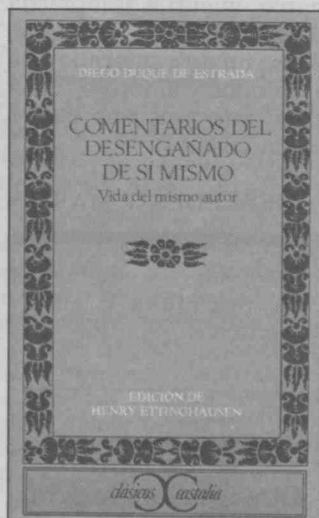 DIEGO DUQUE DE ESTRADA
COMENTARIOS DEL
DESENGAÑADO
DE SI MISMO
Vida del mismo autor
EDICIÓN DE
HENRY ETTINGHAUSEN
clásicos castalia